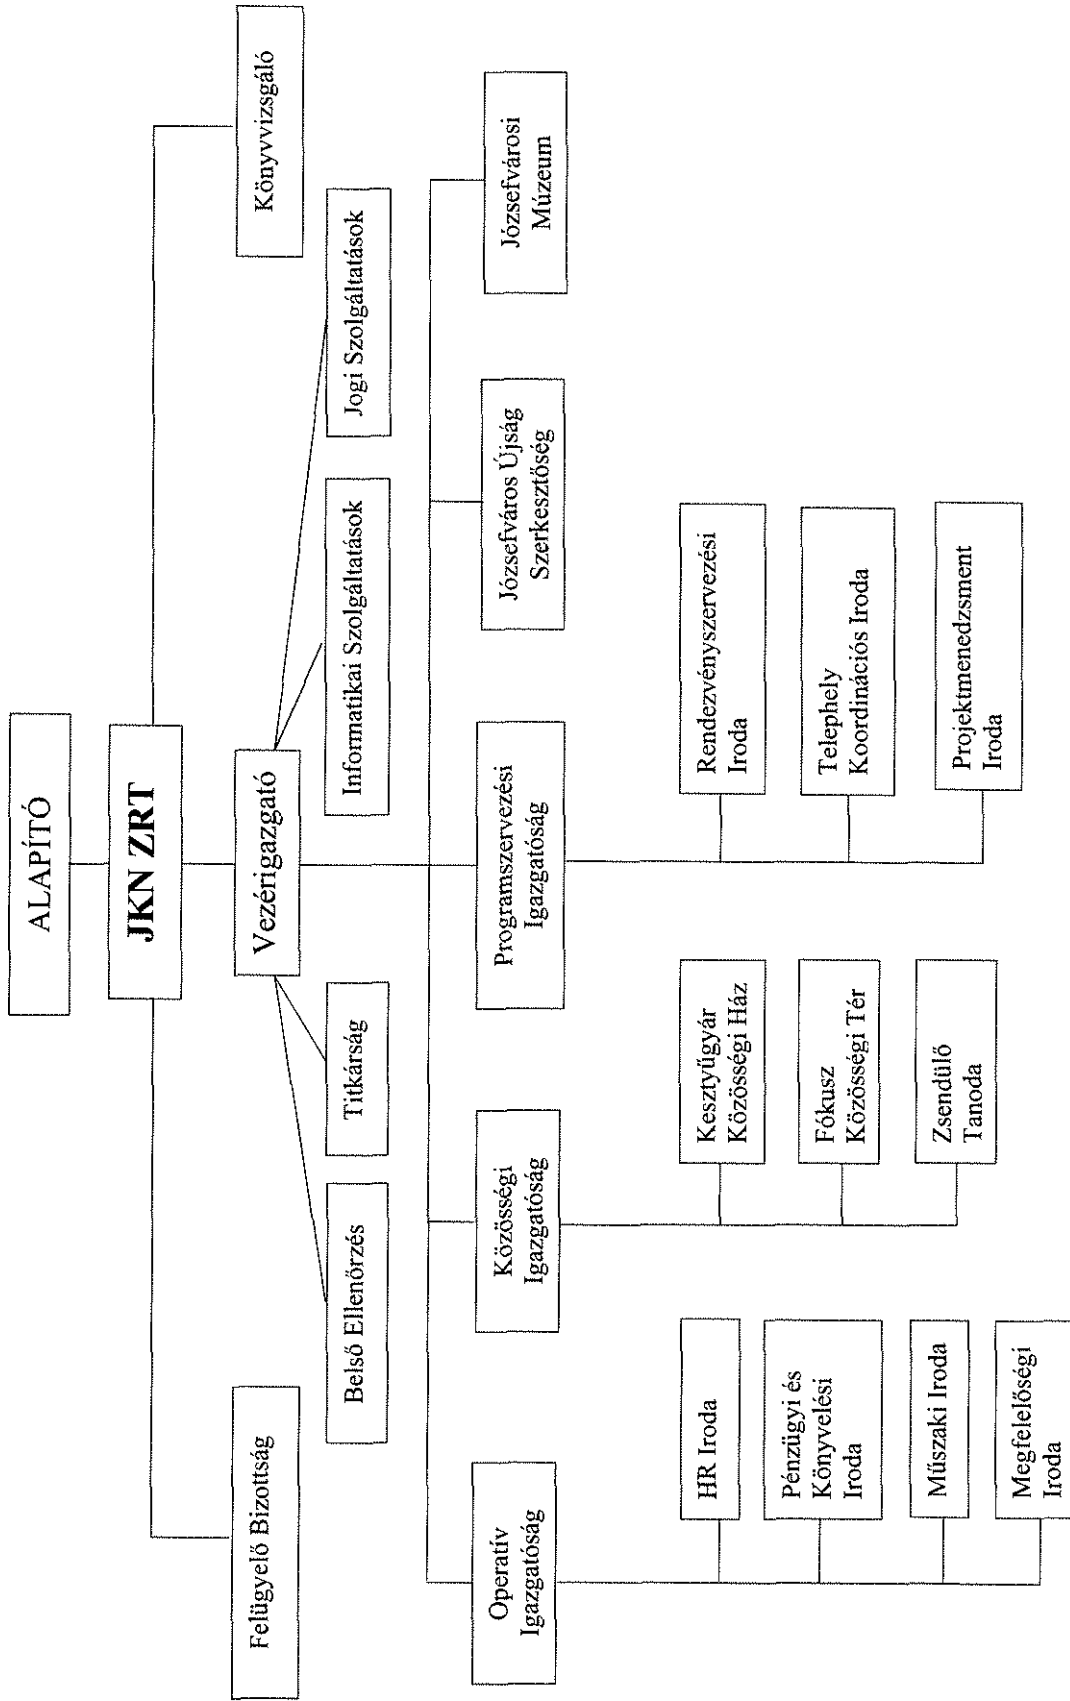 ALAPÍTÓ
JKN ZRT
Felügyelő Bizottság
Vezérigazgató
Könyvvizsgáló
Belső Ellenőrzés
Titkárság
Informatikai Szolgáltatások
Jogi Szolgáltatások
Operatív
Igazgatóság
Közösségi
Igazgatóság
Programszervezési
Igazgatóság
Józsefváros Újság
Szerkesztőség
Józsefvárosi
Múzeum
HR Iroda
Pénzügyi és
Könyvelési
Iroda
Műszaki Iroda
Megfelelőségi
Iroda
Kesztyűgyár
Közösségi Ház
Fókusz
Közösségi Tér
Zsendülő
Tanoda
Rendezvényszervezési
Iroda
Telephely
Koordinációs Iroda
Projektmenedzsment
Iroda